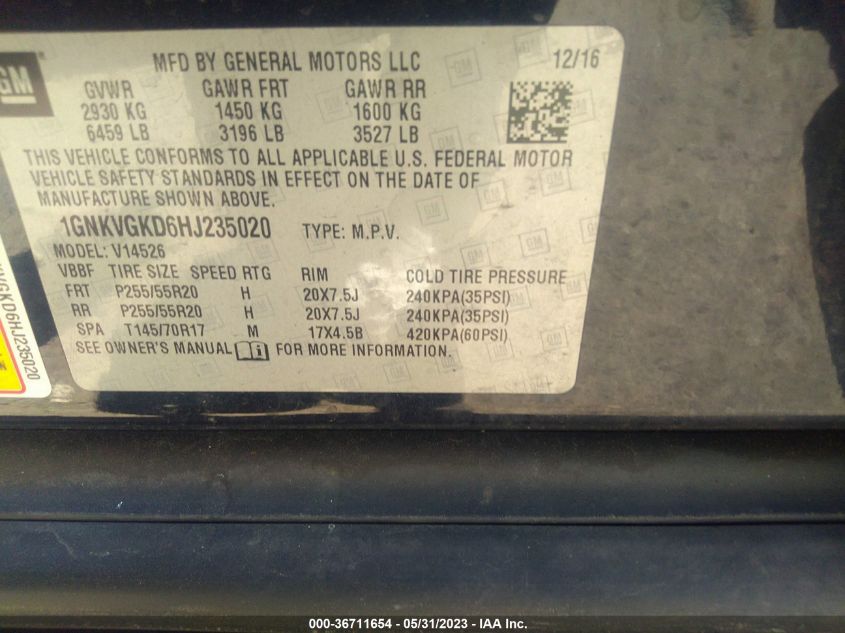 GM
MFD BY GENERAL MOTORS LLC 12/16
GVWR GAWR FRT GAWR RR
2930 KG 1450 KG 1600 KG
6459 LB 3196 LB 3527 LB
THIS VEHICLE CONFORMS TO ALL APPLICABLE U.S. FEDERAL MOTOR
VEHICLE SAFETY STANDARDS IN EFFECT ON THE DATE OF
MANUFACTURE SHOWN ABOVE.
1GNKVGKD6HJ235020 TYPE: M.P.V.
MODEL: V14526
VBBF TIRE SIZE SPEED RTG RIM COLD TIRE PRESSURE
FRT P255/55R20 H 20X7.5J 240KPA(35PSI)
RR P255/55R20 H 20X7.5J 240KPA(35PSI)
SPA T145/70R17 M 17X4.5B 420KPA(60PSI)
SEE OWNER'S MANUAL FOR MORE INFORMATION.
VGKD6HJ235020
000-36711654 - 05/31/2023 - IAA Inc.